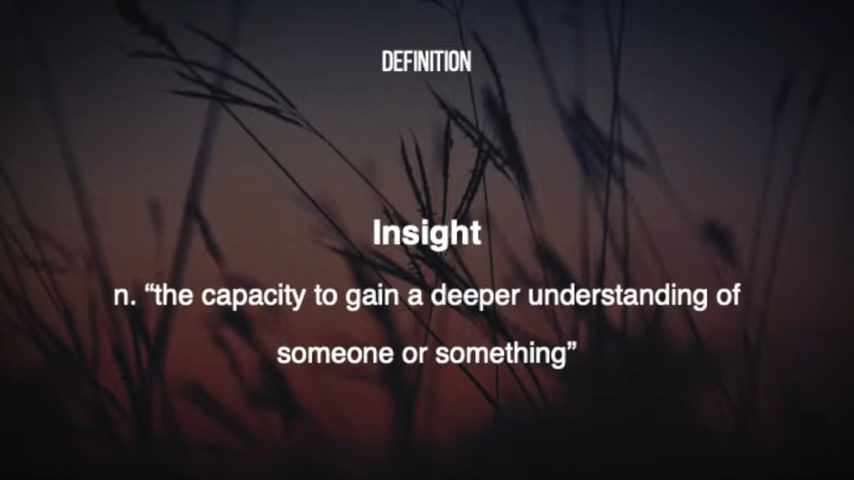 DEFINITION
Insight
n. “the capacity to gain a deeper understanding of
someone or something”